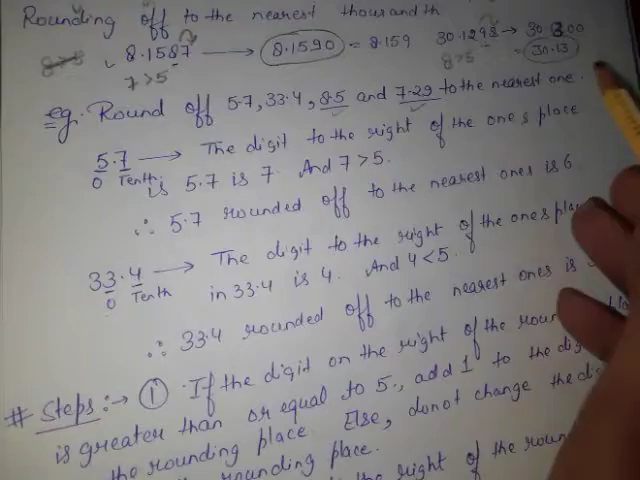 Rounding off to the nearest thousandth
8.1587 → 8.1590 = 8.159 30.1298 → 30.1300
8>5 = 30.13
7>5
eg:- Round off 5.7, 33.4, 8.5 and 7.29 to the nearest one.
5.7 → The digit to the right of the ones place
O Tenth is 5.7 is 7. And 7>5.
∴ 5.7 rounded off to the nearest ones is 6
33.4 → The digit to the right of the ones place
O Tenth in 33.4 is 4. And 4<5.
∴ 33.4 rounded off to the nearest ones is
# Steps:→ ① If the digit on the right of the
is greater than or equal to 5, add 1 to the
the rounding place. Else, do not change the
rounding place.
to the right of the